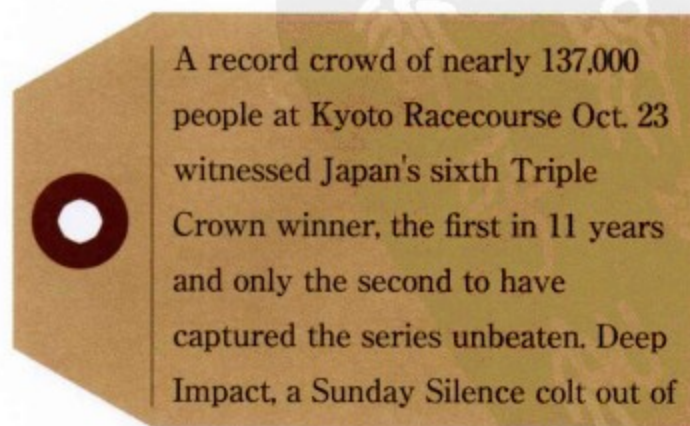 A record crowd of nearly 137,000
people at Kyoto Racecourse Oct. 23
witnessed Japan's sixth Triple
Crown winner, the first in 11 years
and only the second to have
captured the series unbeaten. Deep
Impact, a Sunday Silence colt out of